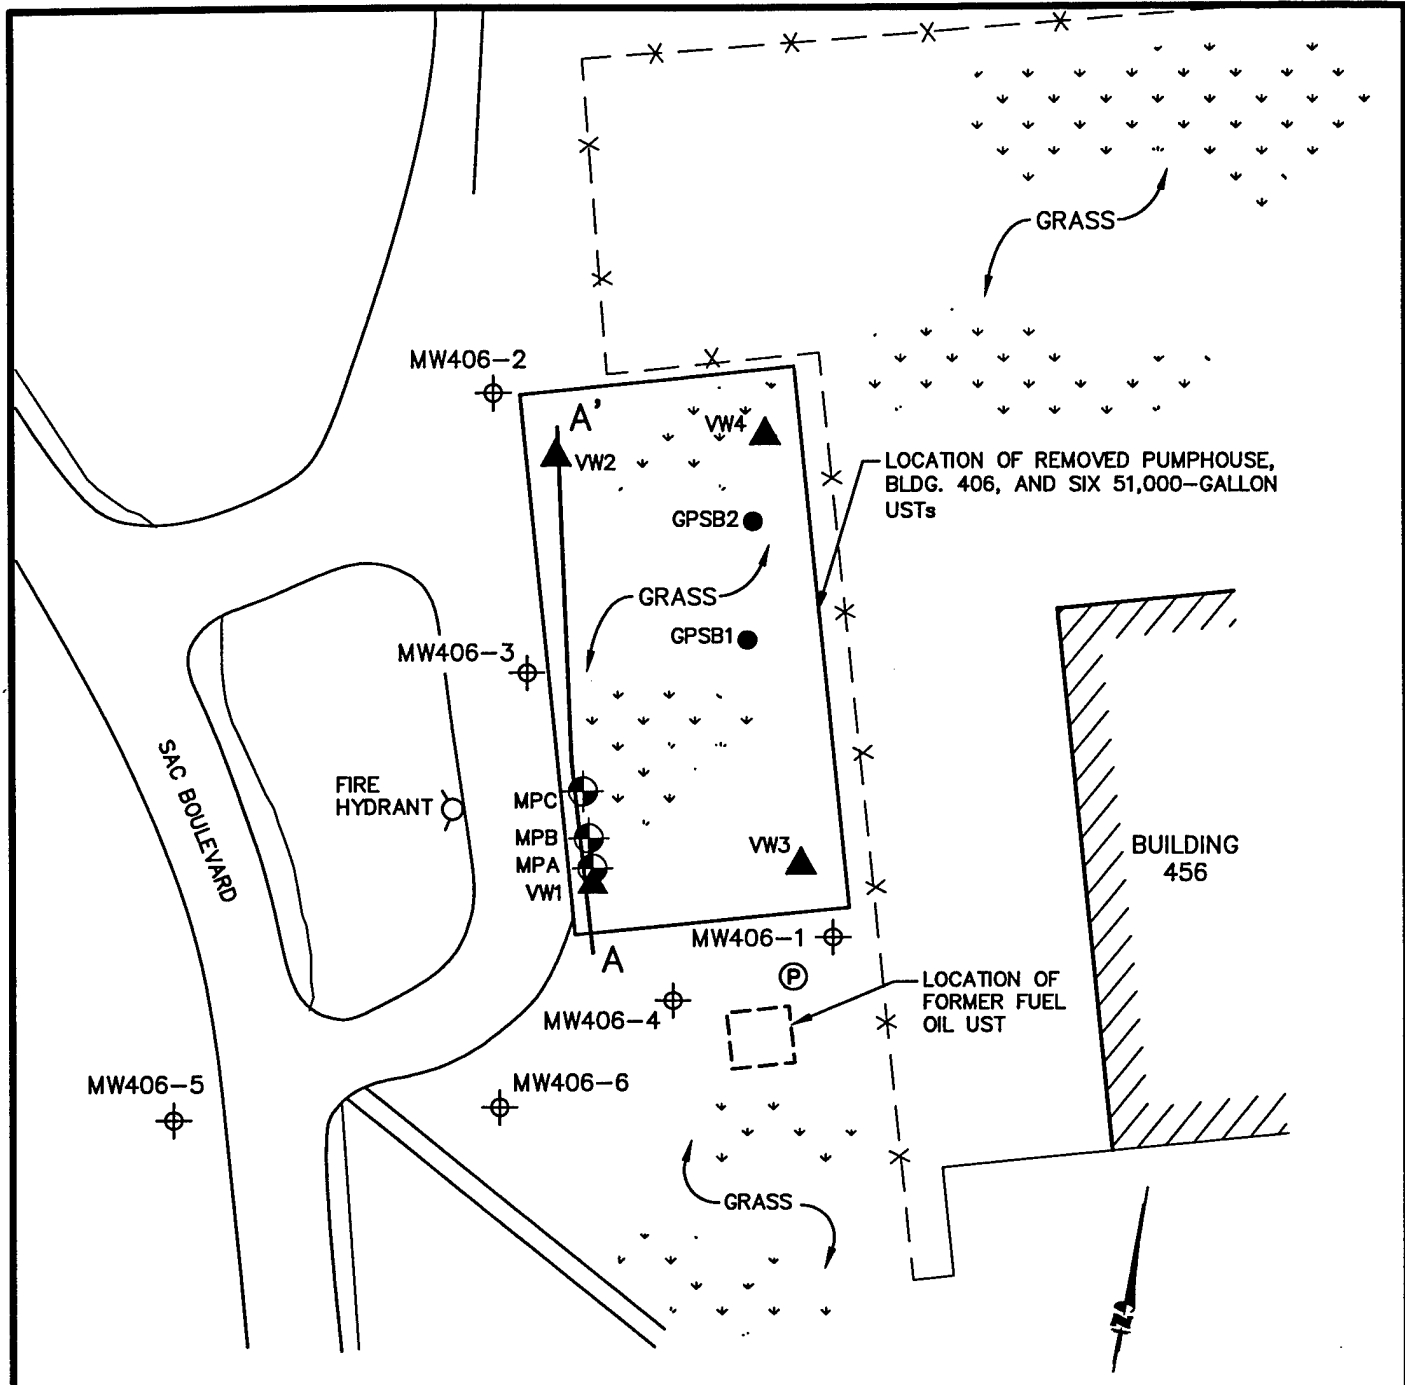 GRASS
MW406-2
A'
VW4
VW2
LOCATION OF REMOVED PUMPHOUSE,
BLDG. 406, AND SIX 51,000-GALLON
USTs
GPSB2
GRASS
GPSB1
MW406-3
SAC BOULEVARD
FIRE
HYDRANT
MPC
MPB
MPA
VW1
VW3
BUILDING
456
MW406-1
A
P
LOCATION OF
FORMER FUEL
OIL UST
MW406-4
MW406-5
MW406-6
GRASS
N